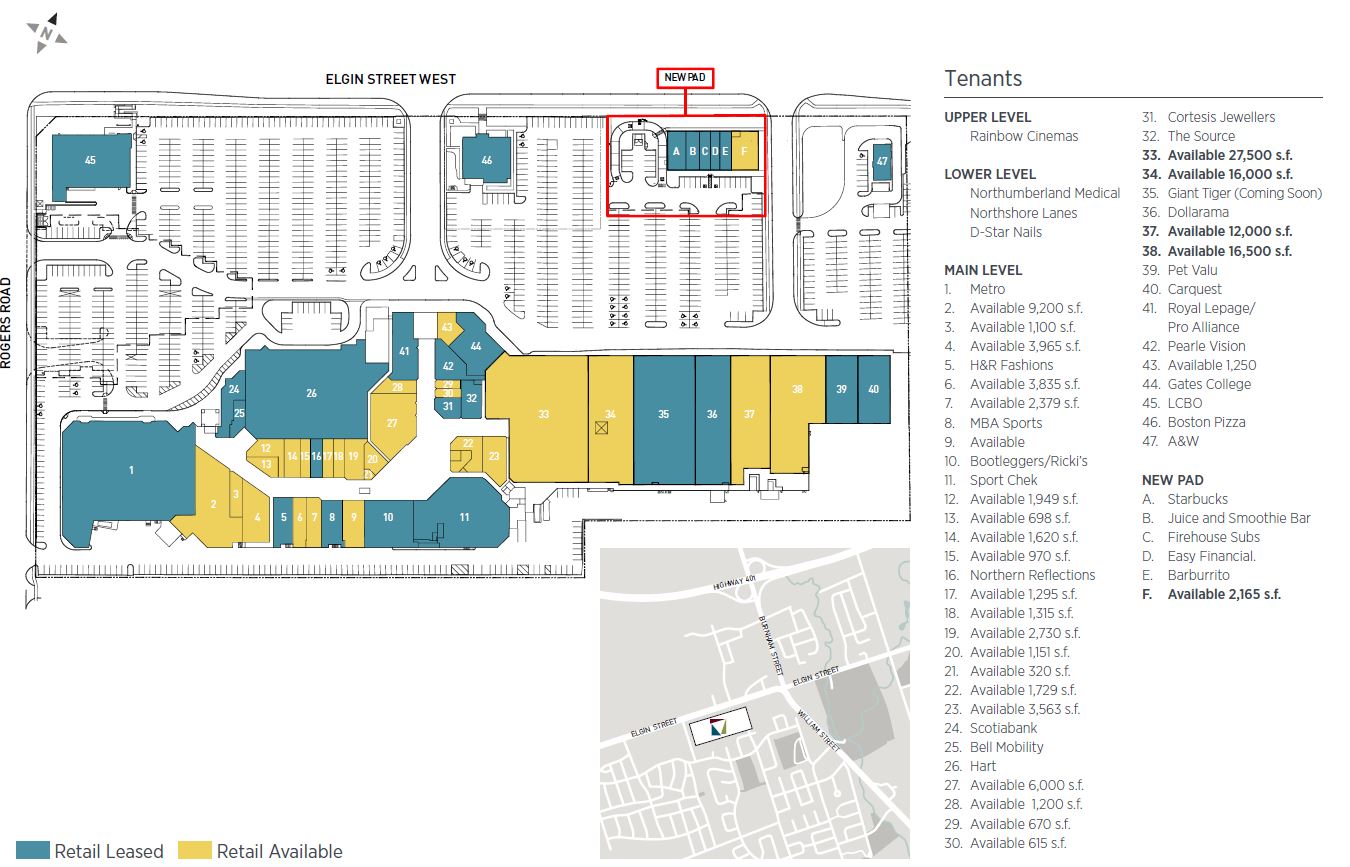 N
ELGIN STREET WEST
NEW PAD
ROGERS ROAD
45
46
A B C D E F
47
43
41
44
42
24
26
28
29
30
25
31
32
27
33
34
35
36
37
38
39
40
12
13
14 15 16 17 18 19 20
22
23
1
2
3
4
5 6 7 8 9 10 11
HIGHWAY 401
BURNHAM STREET
ELGIN STREET
ELGIN STREET
WILLIAM STREET
Retail Leased
Retail Available
Tenants
UPPER LEVEL
Rainbow Cinemas
LOWER LEVEL
Northumberland Medical
Northshore Lanes
D-Star Nails
MAIN LEVEL
1. Metro
2. Available 9,200 s.f.
3. Available 1,100 s.f.
4. Available 3,965 s.f.
5. H&R Fashions
6. Available 3,835 s.f.
7. Available 2,379 s.f.
8. MBA Sports
9. Available
10. Bootleggers/Ricki's
11. Sport Chek
12. Available 1,949 s.f.
13. Available 698 s.f.
14. Available 1,620 s.f.
15. Available 970 s.f.
16. Northern Reflections
17. Available 1,295 s.f.
18. Available 1,315 s.f.
19. Available 2,730 s.f.
20. Available 1,151 s.f.
21. Available 320 s.f.
22. Available 1,729 s.f.
23. Available 3,563 s.f.
24. Scotiabank
25. Bell Mobility
26. Hart
27. Available 6,000 s.f.
28. Available 1,200 s.f.
29. Available 670 s.f.
30. Available 615 s.f.
31. Cortesis Jewellers
32. The Source
33. Available 27,500 s.f.
34. Available 16,000 s.f.
35. Giant Tiger (Coming Soon)
36. Dollarama
37. Available 12,000 s.f.
38. Available 16,500 s.f.
39. Pet Valu
40. Carquest
41. Royal Lepage/
Pro Alliance
42. Pearle Vision
43. Available 1,250
44. Gates College
45. LCBO
46. Boston Pizza
47. A&W
NEW PAD
A. Starbucks
B. Juice and Smoothie Bar
C. Firehouse Subs
D. Easy Financial.
E. Barburrito
F. Available 2,165 s.f.